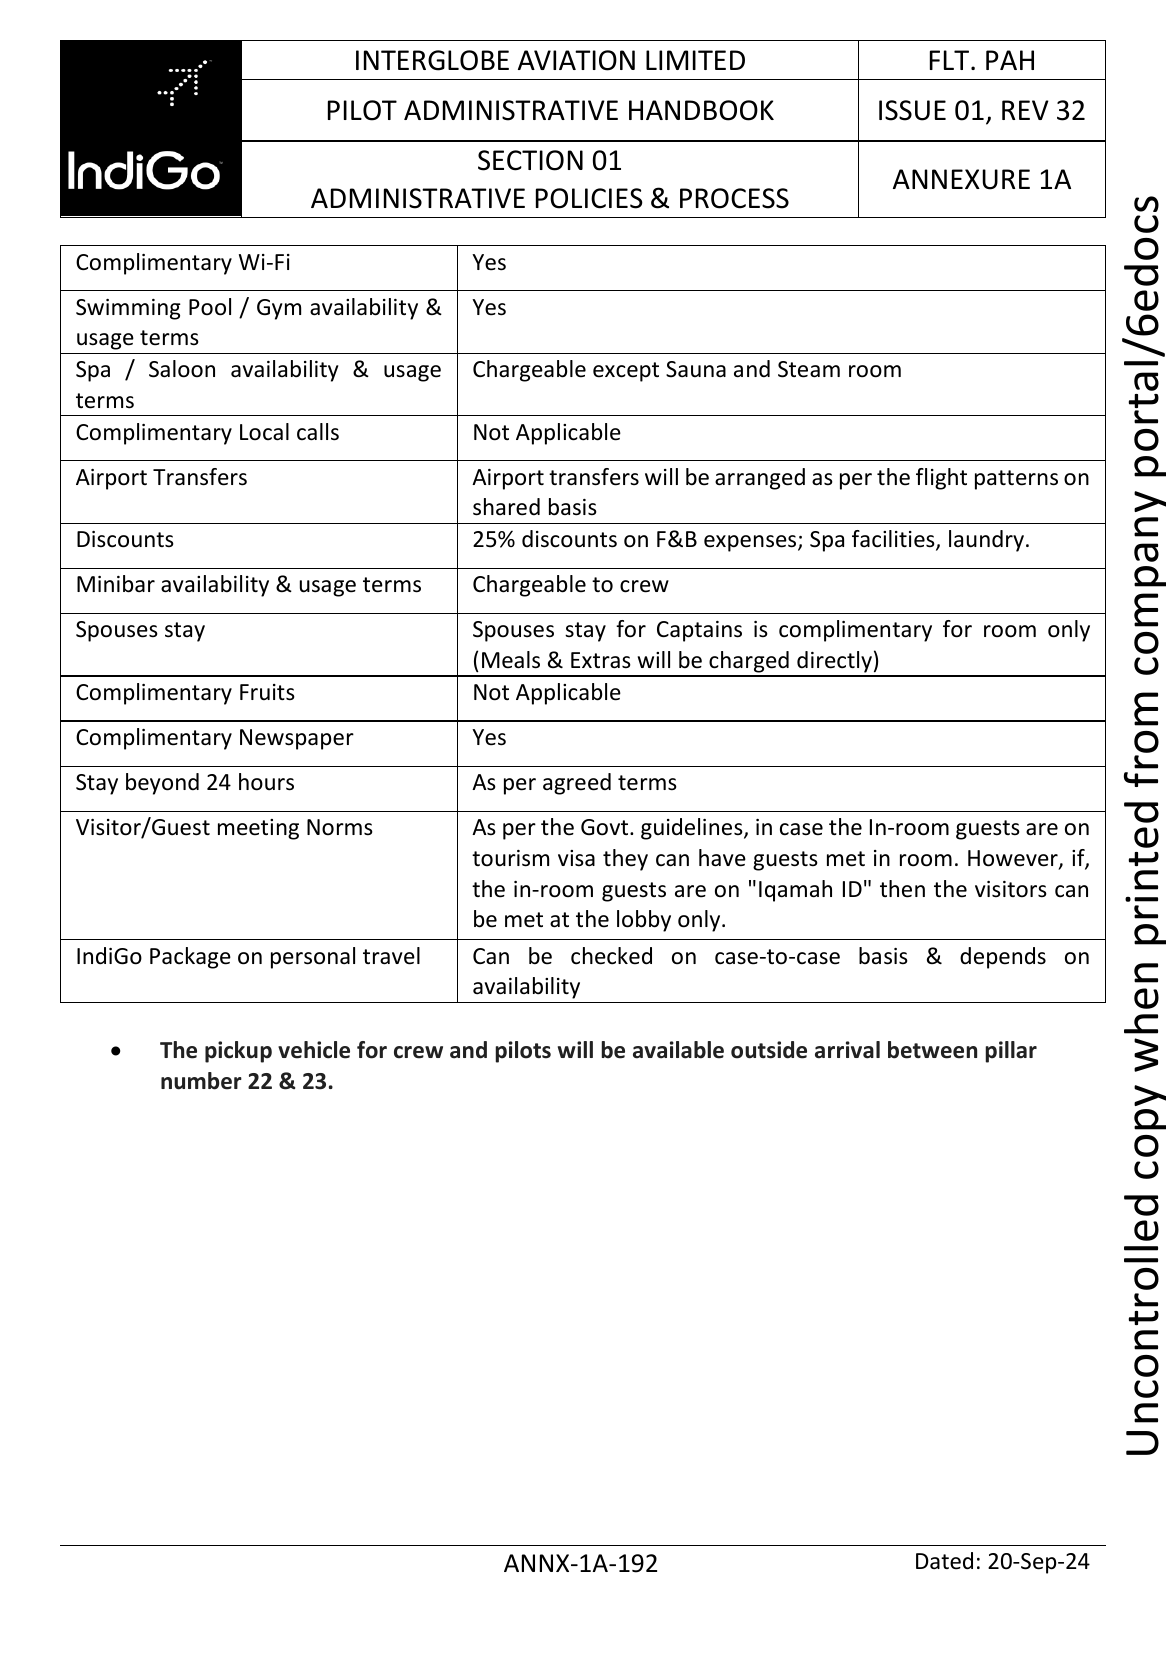 IndiGo
INTERGLOBE AVIATION LIMITED
FLT. PAH
PILOT ADMINISTRATIVE HANDBOOK
ISSUE 01, REV 32
SECTION 01
ADMINISTRATIVE POLICIES & PROCESS
ANNEXURE 1A
Complimentary Wi-Fi
Yes
Swimming Pool / Gym availability &
usage terms
Yes
Spa / Saloon availability & usage
terms
Chargeable except Sauna and Steam room
Complimentary Local calls
Not Applicable
Airport Transfers
Airport transfers will be arranged as per the flight patterns on
shared basis
Discounts
25% discounts on F&B expenses; Spa facilities, laundry.
Minibar availability & usage terms
Chargeable to crew
Spouses stay
Spouses stay for Captains is complimentary for room only
(Meals & Extras will be charged directly)
Complimentary Fruits
Not Applicable
Complimentary Newspaper
Yes
Stay beyond 24 hours
As per agreed terms
Visitor/Guest meeting Norms
As per the Govt. guidelines, in case the In-room guests are on
tourism visa they can have guests met in room. However, if,
the in-room guests are on "Iqamah ID" then the visitors can
be met at the lobby only.
IndiGo Package on personal travel
Can be checked on case-to-case basis & depends on
availability
• The pickup vehicle for crew and pilots will be available outside arrival between pillar
number 22 & 23.
ANNX-1A-192
Dated: 20-Sep-24
Uncontrolled copy when printed from company portal/6edocs